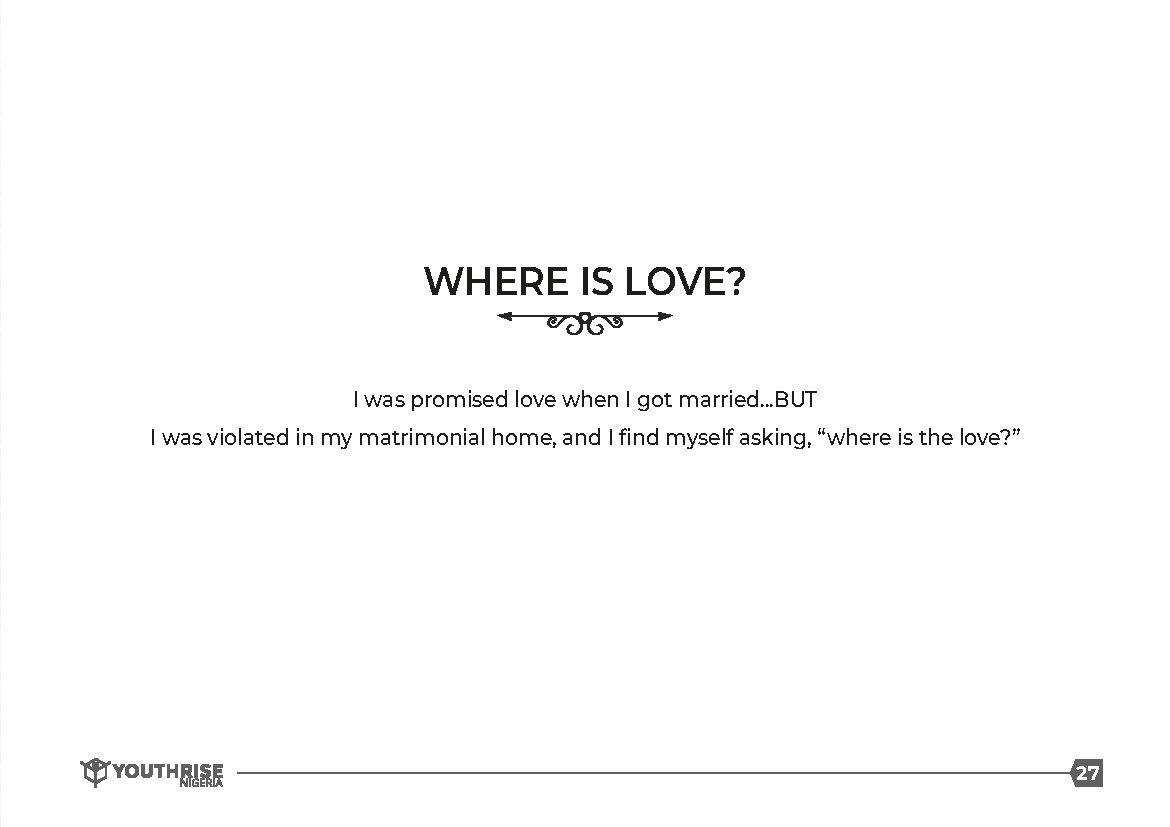 WHERE IS LOVE?
I was promised love when I got married...BUT
I was violated in my matrimonial home, and I find myself asking, “where is the love?”
YOUTHRISE
NIGERIA
27